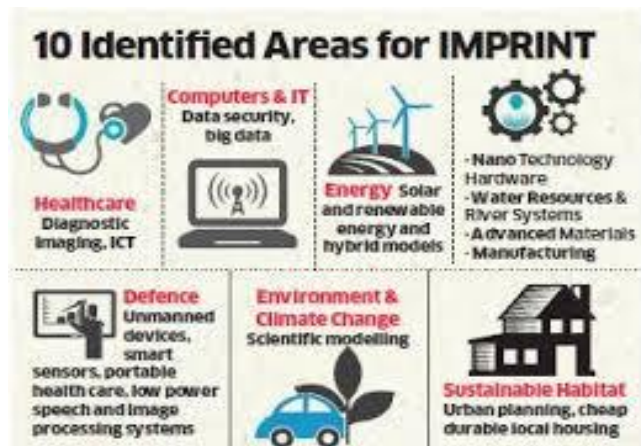 10 Identified Areas for IMPRINT
Healthcare
Diagnostic
imaging, ICT
Computers & IT
Data security,
big data
Energy Solar
and renewable
energy and
hybrid models
- Nano Technology
Hardware
- Water Resources &
River Systems
- Advanced Materials
- Manufacturing
Defence
Unmanned
devices,
smart
sensors, portable
health care, low power
speech and image
processing systems
Environment &
Climate Change
Scientific modelling
Sustainable Habitat
Urban planning, cheap
durable local housing